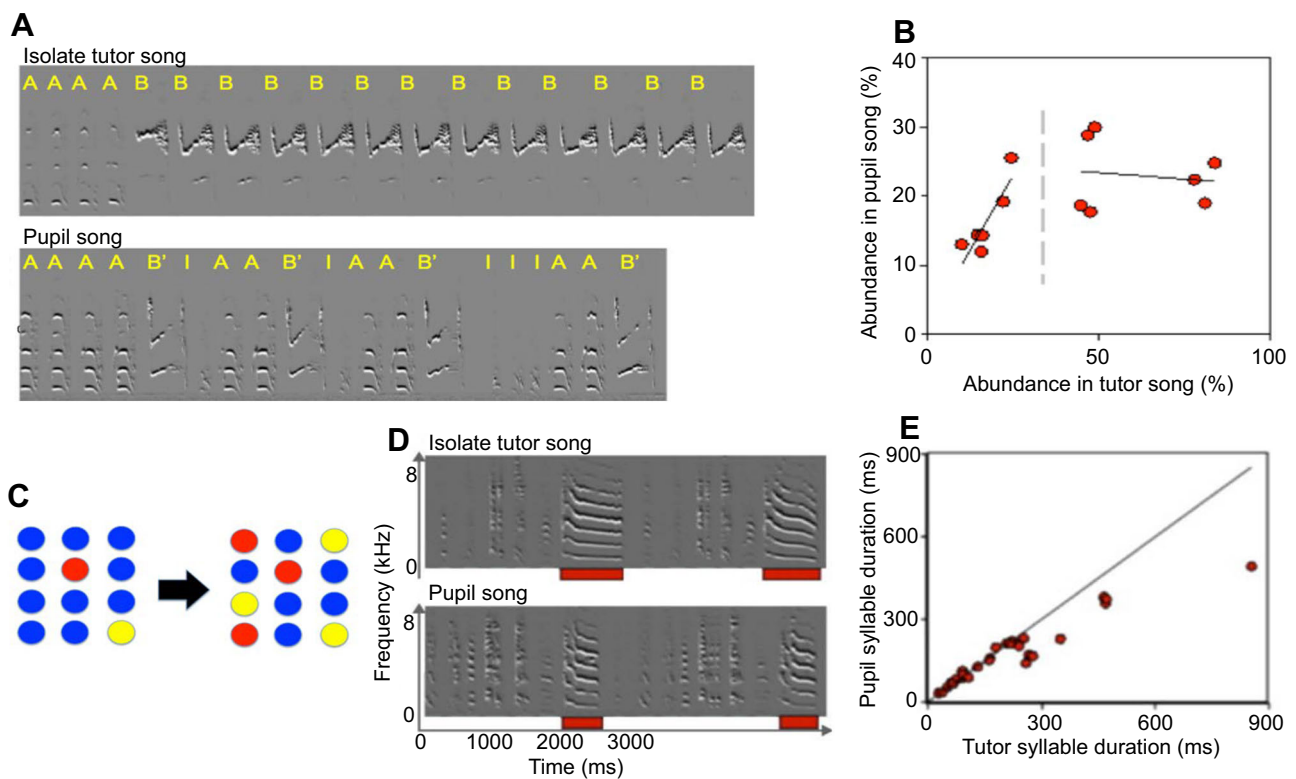 A
Isolate tutor song
A A A A B B B B B B B B B B B B B
Pupil song
A A A A B' I A A B' I A A B' I I I A A B'
B
Abundance in pupil song (%)
40
30
20
10
0
0 50 100
Abundance in tutor song (%)
C
D
Isolate tutor song
8
0
Pupil song
8
0
Frequency (kHz)
0 1000 2000 3000
Time (ms)
E
Pupil syllable duration (ms)
900
600
300
0
0 300 600 900
Tutor syllable duration (ms)